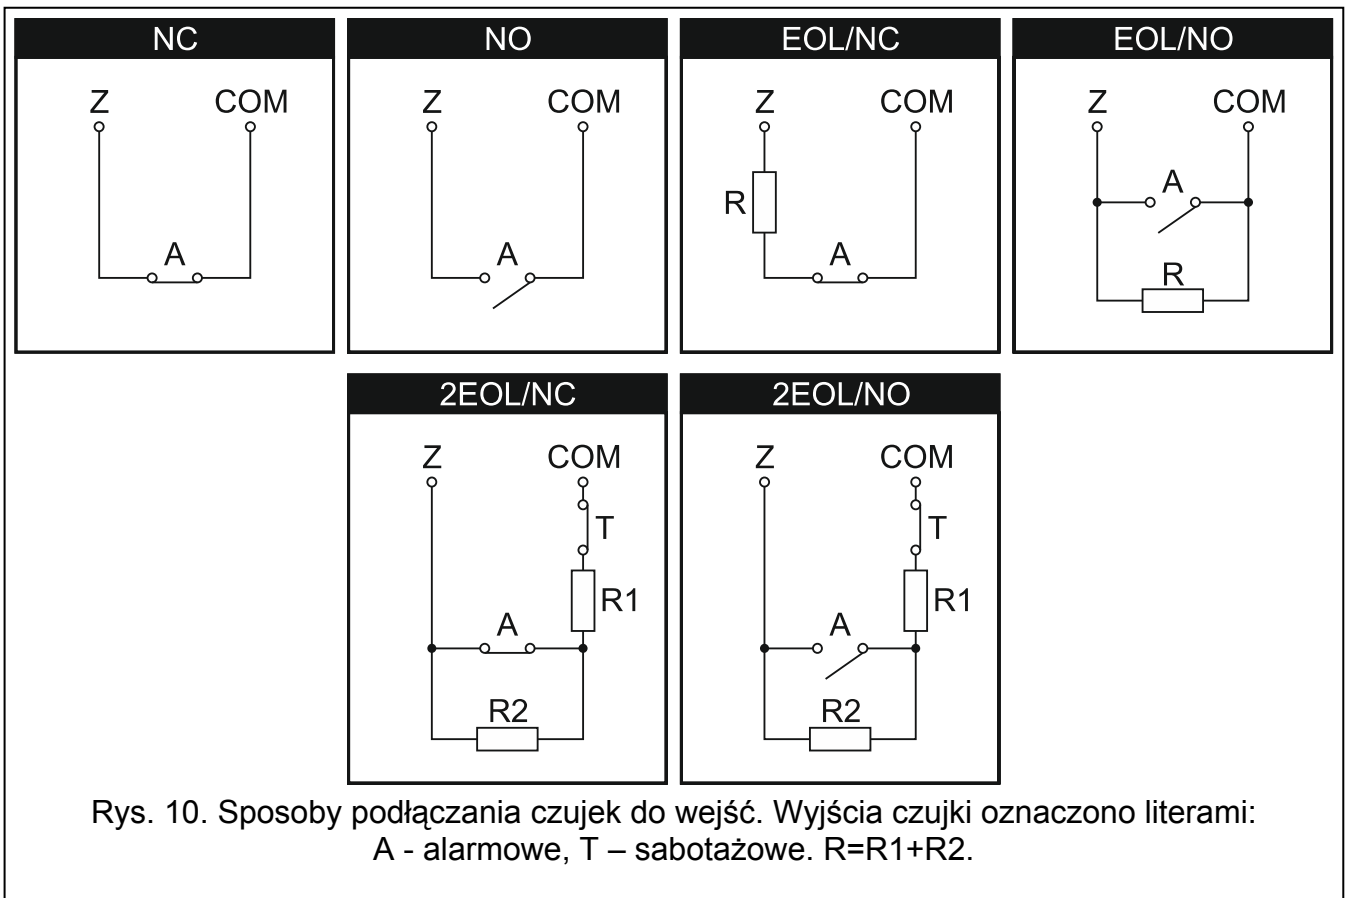 NC
NO
EOL/NC
EOL/NO
Z COM
A
Z COM
A
Z COM
R
A
Z COM
A
R
2EOL/NC
2EOL/NO
Z COM
T
R1
A
R2
Z COM
T
R1
A
R2
Rys. 10. Sposoby podłączania czujek do wejść. Wyjścia czujki oznaczono literami:
A - alarmowe, T – sabotażowe. R=R1+R2.